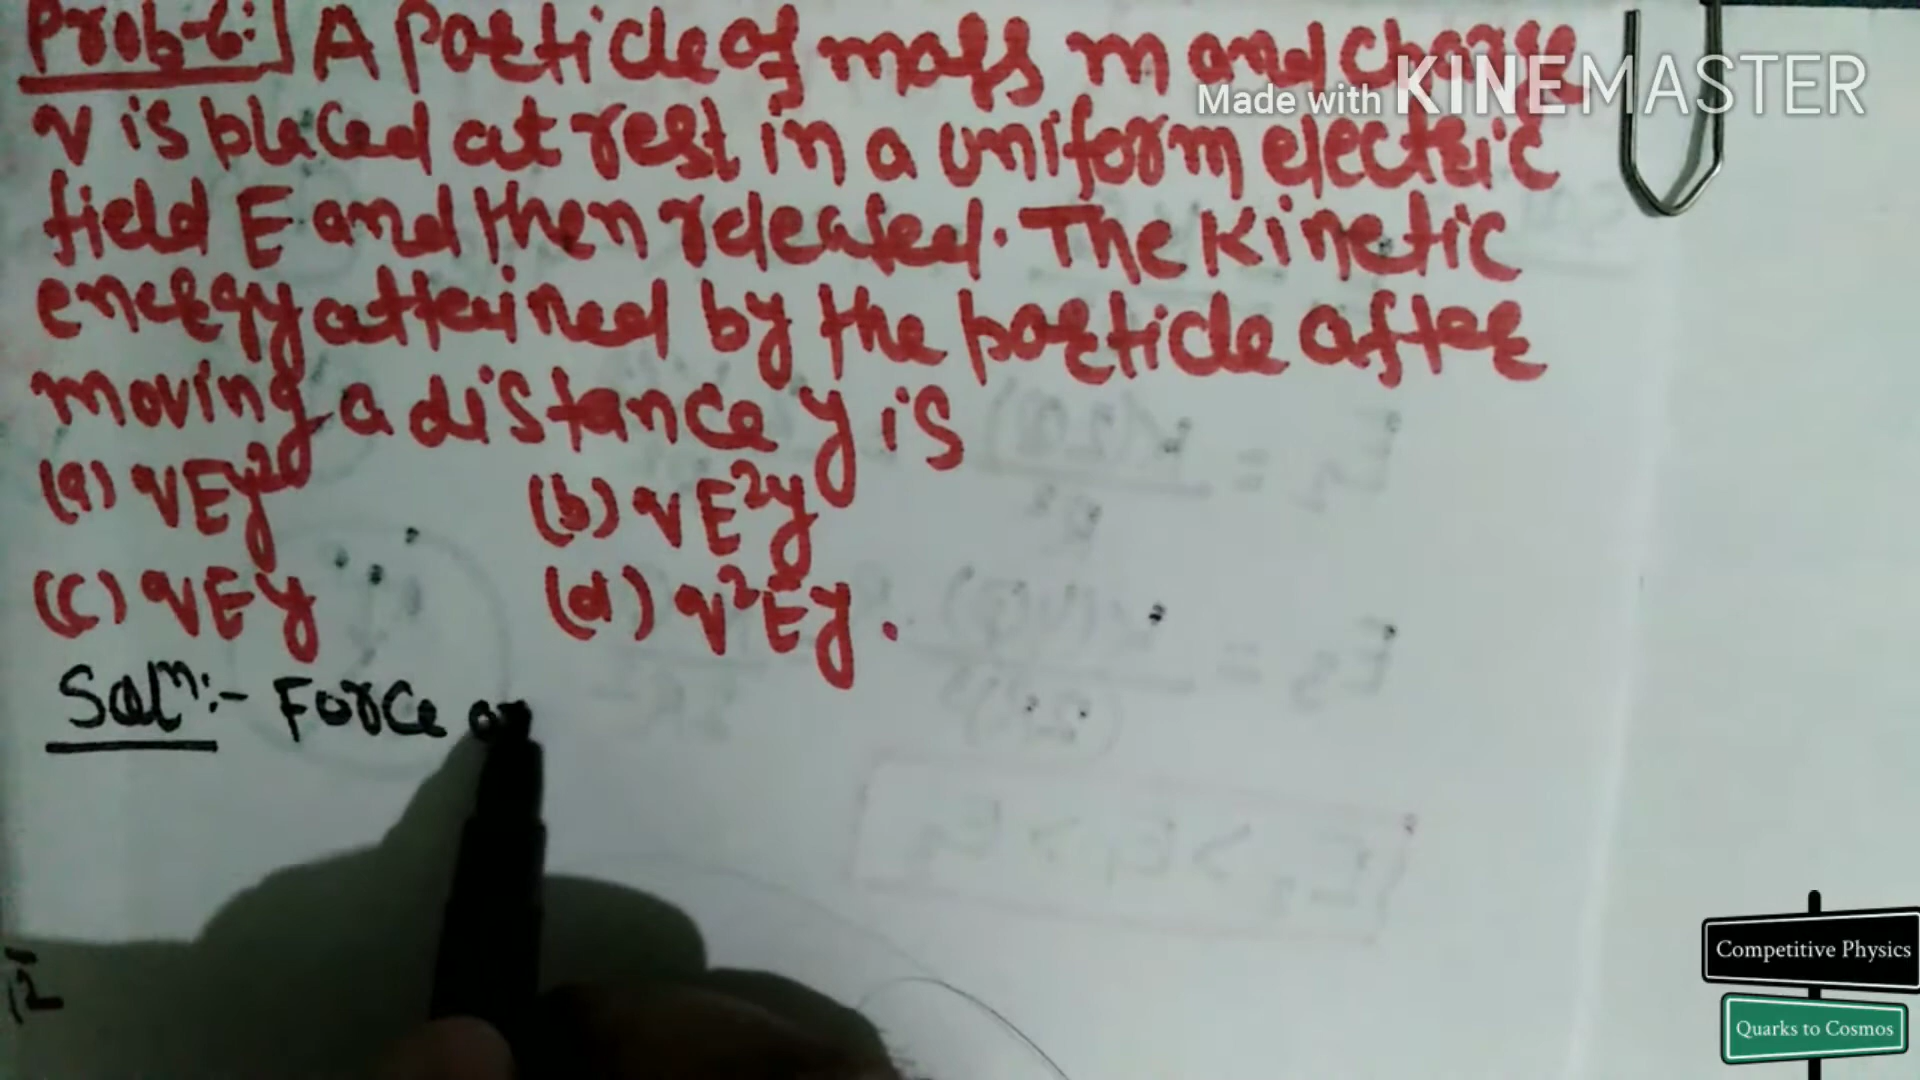 Prob-6:] A Particle of mass m and charge
q is placed at rest in a uniform electric
field E and then released. The Kinetic
energy attained by the particle after
moving a distance y is
(a) qEy² (b) qE²y
(c) qEy (d) q²Ey.
Solⁿ:- Force on
Made with KINEMASTER
Competitive Physics
Quarks to Cosmos